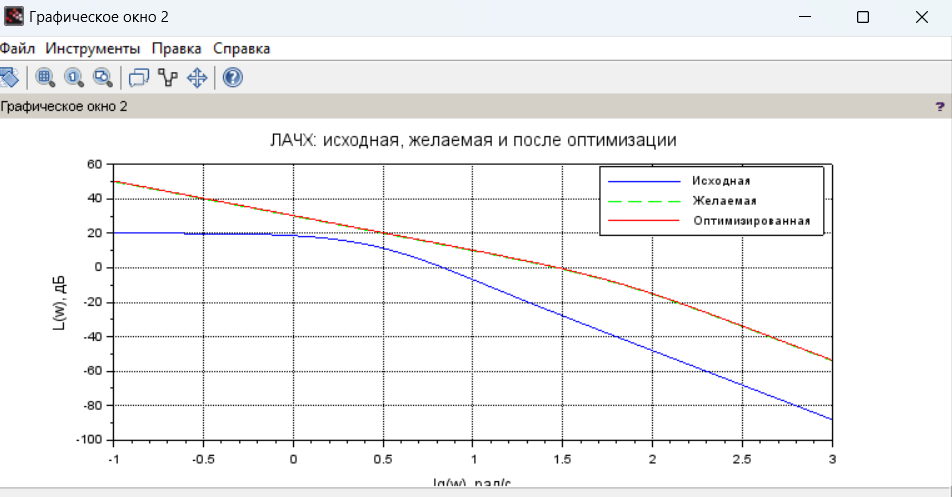 Графическое окно 2
Файл Инструменты Правка Справка
Графическое окно 2
?
ЛАЧХ: исходная, желаемая и после оптимизации
Исходная
Желаемая
Оптимизированная
L(w), дБ
60
40
20
0
-20
-40
-60
-80
-100
-1
-0.5
0
0.5
1
1.5
2
2.5
3
lg(w), рад/с